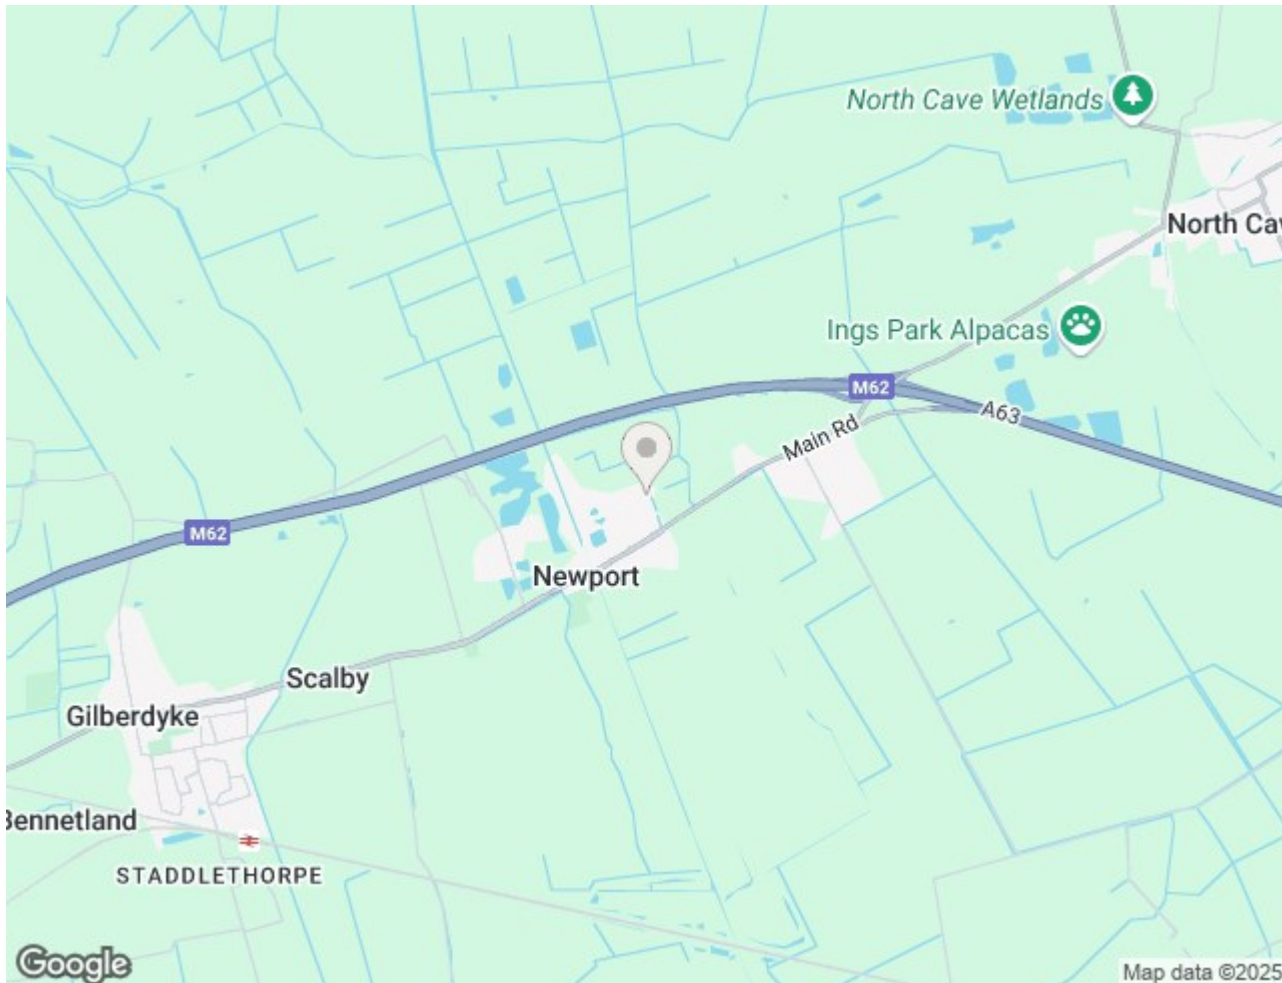 North Cave Wetlands
North Cav
Ings Park Alpacas
M62
A63
Main Rd
M62
Newport
Scalby
Gilberdyke
Bennetland
STADDLETHORPE
Google
Map data ©2025